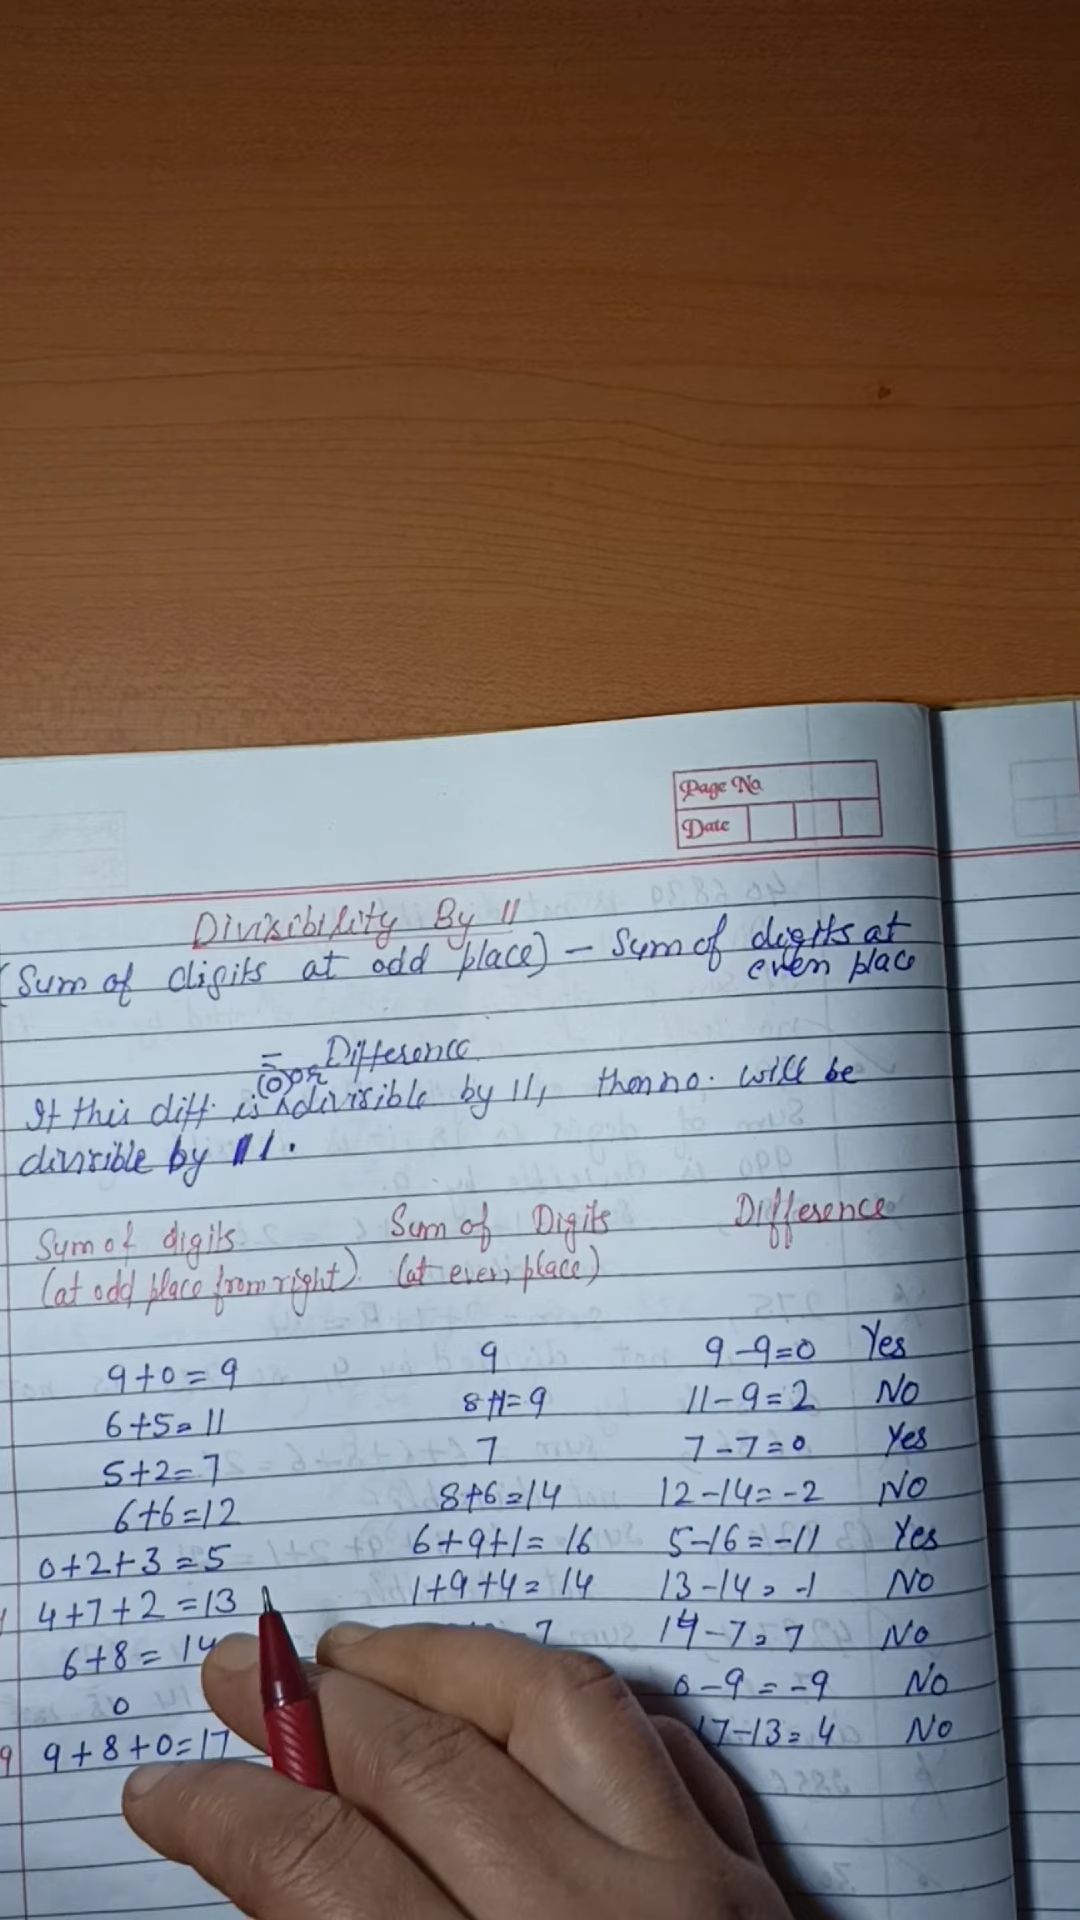 Page No.
Date
Divisibility By 11
(Sum of digits at odd place) - Sum of digits at
even place
= Difference
(0) or
If this diff. is ^ divisible by 11, then no. will be
divisible by 11.
Sum of digits Sum of Digits Difference
(at odd place from right) (at even place)
9+0=9 9 9-9=0 Yes
6+5=11 8+1=9 11-9=2 NO
5+2=7 7 7-7=0 Yes
6+6=12 8+6=14 12-14=-2 NO
0+2+3=5 6+9+1=16 5-16=-11 Yes
4+7+2=13 1+9+4=14 13-14=-1 No
6+8=14 7 14-7=7 No
0 0-9=-9 No
9 9+8+0=17 17-13=4 No